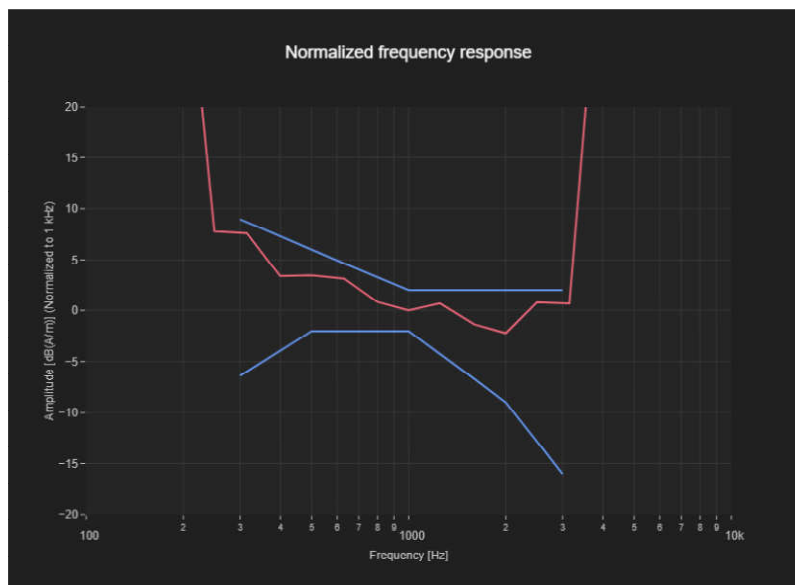 Normalized frequency response
Amplitude [dB(A/m)] (Normalized to 1 kHz)
20
15
10
5
0
−5
−10
−15
−20
100 2 3 4 5 6 7 8 9 1000 2 3 4 5 6 7 8 9 10k
Frequency [Hz]